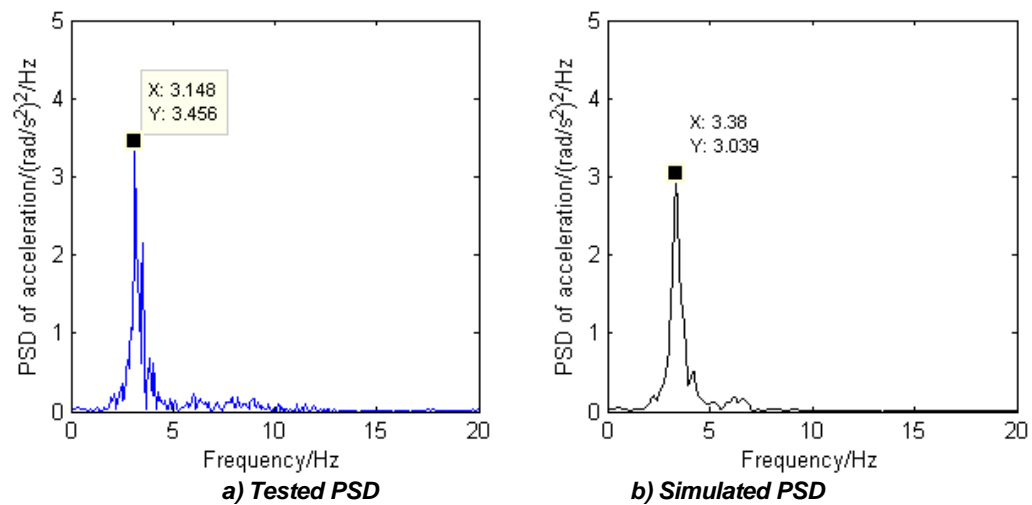 5
4
3
2
1
0
PSD of acceleration/(rad/s²)²/Hz
X: 3.148
Y: 3.456
0 5 10 15 20
Frequency/Hz
a) Tested PSD
5
4
3
2
1
0
PSD of acceleration/(rad/s²)²/Hz
X: 3.38
Y: 3.039
0 5 10 15 20
Frequency/Hz
b) Simulated PSD